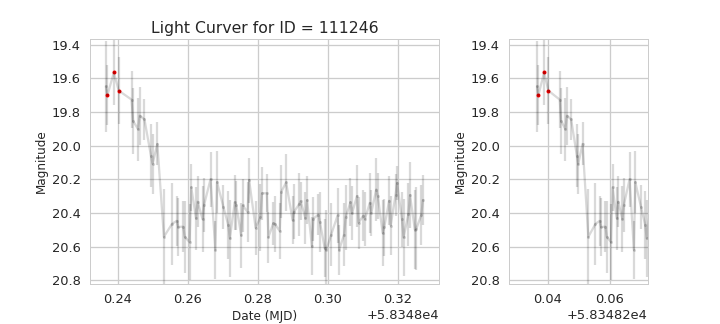 Light Curver for ID = 111246
19.4
19.6
19.8
20.0
20.2
20.4
20.6
20.8
Magnitude
0.24 0.26 0.28 0.30 0.32
Date (MJD)
+5.8348e4
19.4
19.6
19.8
20.0
20.2
20.4
20.6
20.8
Magnitude
0.04 0.06
+5.83482e4